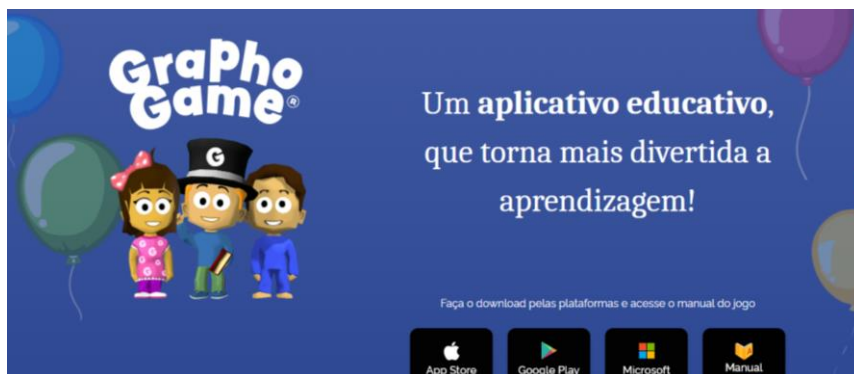 Grapho
Game®
G
Um aplicativo educativo,
que torna mais divertida a
aprendizagem!
Faça o download pelas plataformas e acesse o manual do jogo
App Store
Google Play
Microsoft
Manual